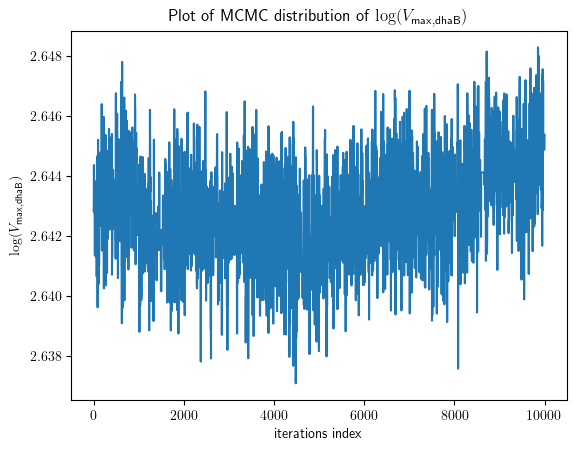 Plot of MCMC distribution of log(V_max,dhaB)
log(V_max,dhaB)
2.648
2.646
2.644
2.642
2.640
2.638
0 2000 4000 6000 8000 10000
iterations index